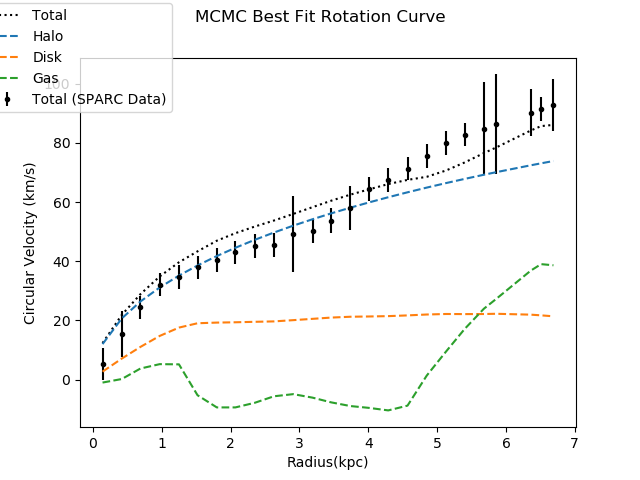 MCMC Best Fit Rotation Curve
Total
Halo
Disk
Gas
Total (SPARC Data)
100
80
60
40
20
0
Circular Velocity (km/s)
0 1 2 3 4 5 6 7
Radius(kpc)